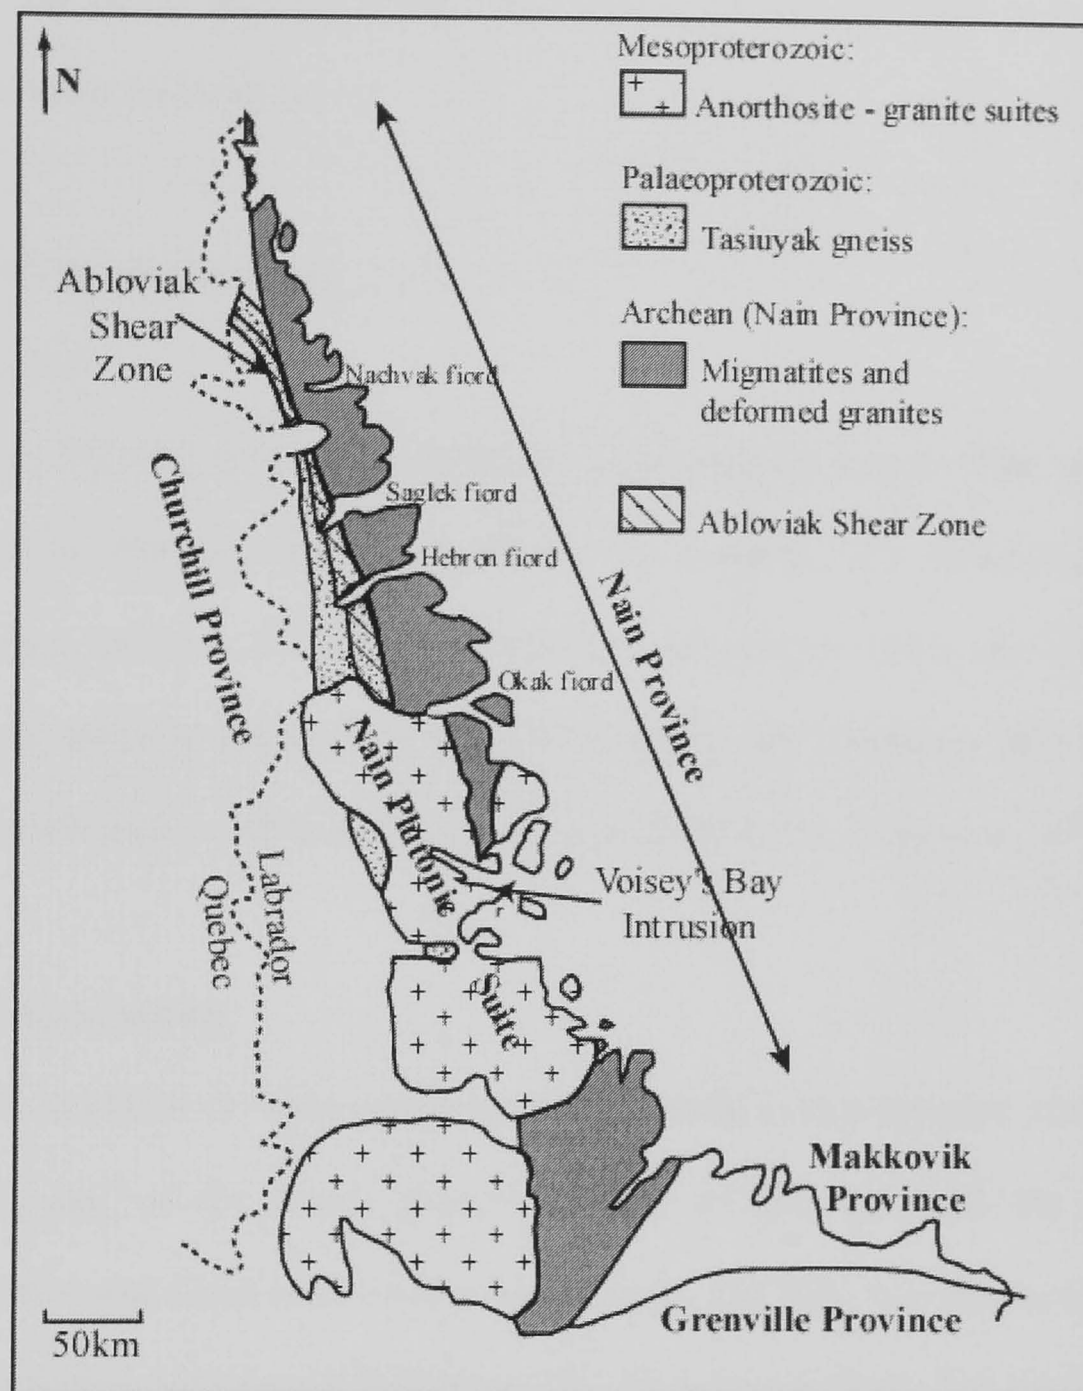 N
Mesoproterozoic:
Anorthosite - granite suites
Palaeoproterozoic:
Tasiuyak gneiss
Archean (Nain Province):
Migmatites and
deformed granites
Abloviak Shear Zone
Abloviak
Shear
Zone
Nachvak fiord
Saglek fiord
Hebron fiord
Okak fiord
Churchill Province
Nain Province
Nain Plutonic
Suite
Voisey's Bay
Intrusion
Labrador
Quebec
Makkovik
Province
Grenville Province
50km